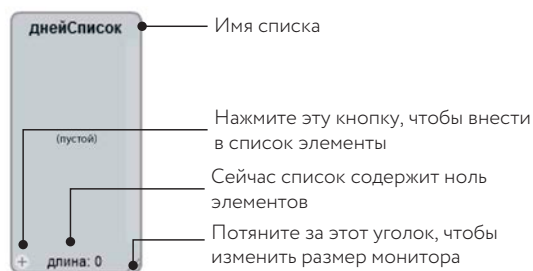 днейСписок
Имя списка
(пустой)
Нажмите эту кнопку, чтобы внести
в список элементы
Сейчас список содержит ноль
элементов
+ длина: 0
Потяните за этот уголок, чтобы
изменить размер монитора